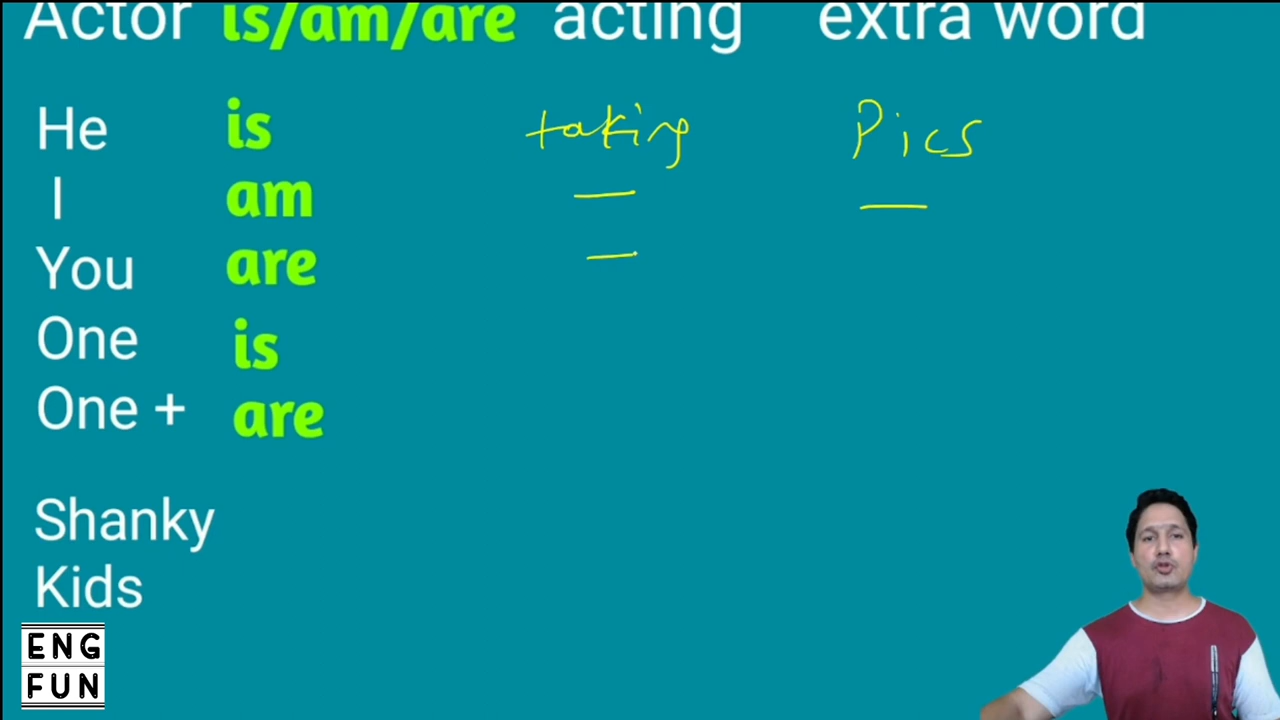 Actor is/am/are acting extra word
He is taking Pics
I am
You are
One is
One + are
Shanky
Kids
ENG
FUN